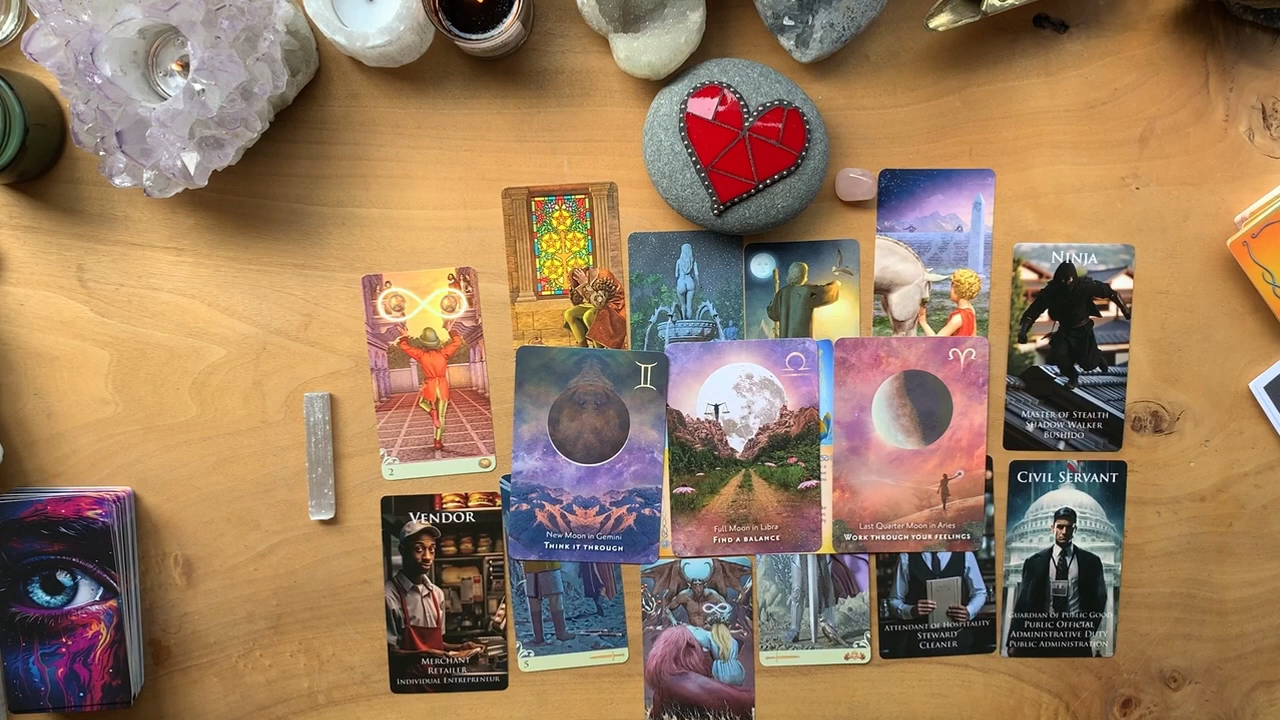 NINJA
MASTER OF STEALTH
SHADOW WALKER
BUSHIDO
2
New Moon in Gemini
THINK IT THROUGH
Full Moon in Libra
FIND A BALANCE
Last Quarter Moon in Aries
WORK THROUGH YOUR FEELINGS
VENDOR
MERCHANT
RETAILER
INDIVIDUAL ENTREPRENEUR
5
ATTENDANT OF HOSPITALITY
STEWARD
CLEANER
CIVIL SERVANT
GUARDIAN OF PUBLIC GOOD
PUBLIC OFFICIAL
ADMINISTRATIVE DUTY
PUBLIC ADMINISTRATION